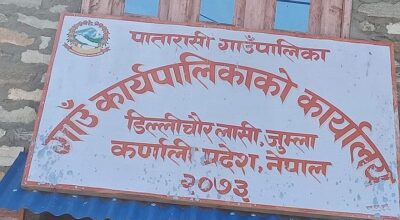 पातारासी गाउँपालिका
गाउँ कार्यपालिकाको कार्यालय
डिल्लीचौर लासी, जुम्ला
कर्णाली प्रदेश, नेपाल
२०७३